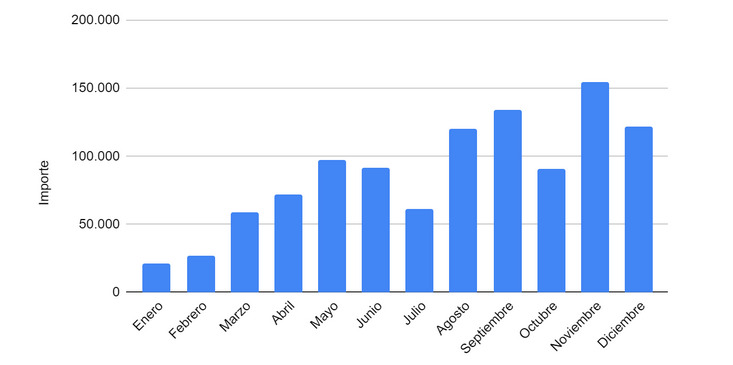 200.000
150.000
100.000
50.000
0
Importe
Enero
Febrero
Marzo
Abril
Mayo
Junio
Julio
Agosto
Septiembre
Octubre
Noviembre
Diciembre